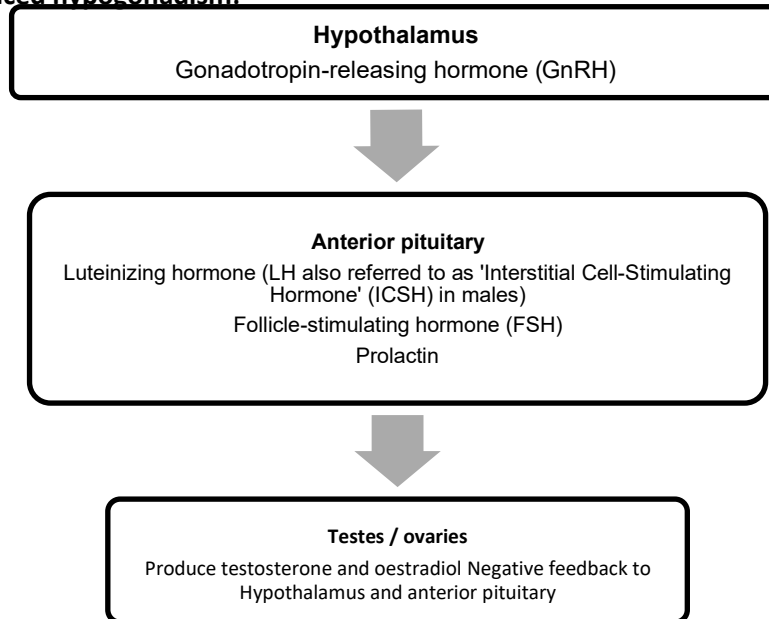 hypogonadism.
Hypothalamus
Gonadotropin-releasing hormone (GnRH)
Anterior pituitary
Luteinizing hormone (LH also referred to as 'Interstitial Cell-Stimulating
Hormone' (ICSH) in males)
Follicle-stimulating hormone (FSH)
Prolactin
Testes / ovaries
Produce testosterone and oestradiol Negative feedback to
Hypothalamus and anterior pituitary